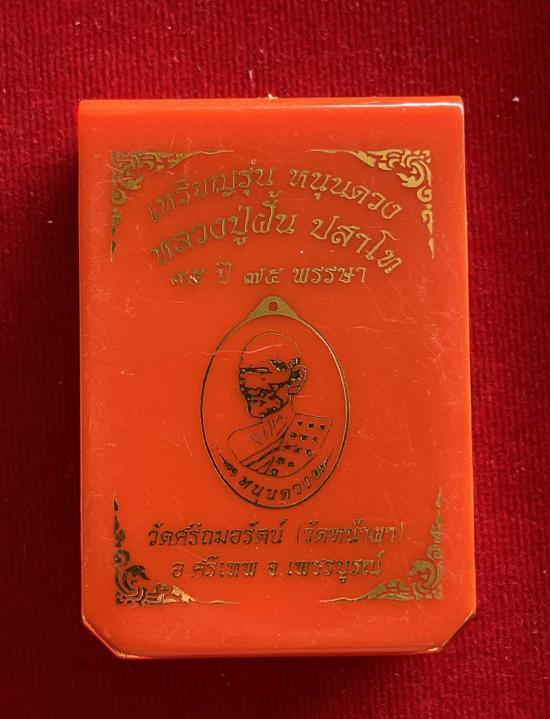 เหรียญรุ่น หนุนดวง
หลวงปู่ฝั้น ปสาโท
๙๕ ปี ๗๕ พรรษา
หนุนดวง
วัดศรีถมอรัตน์ (วัดหน้าผา)
อ ศรีเทพ จ เพชรบูรณ์